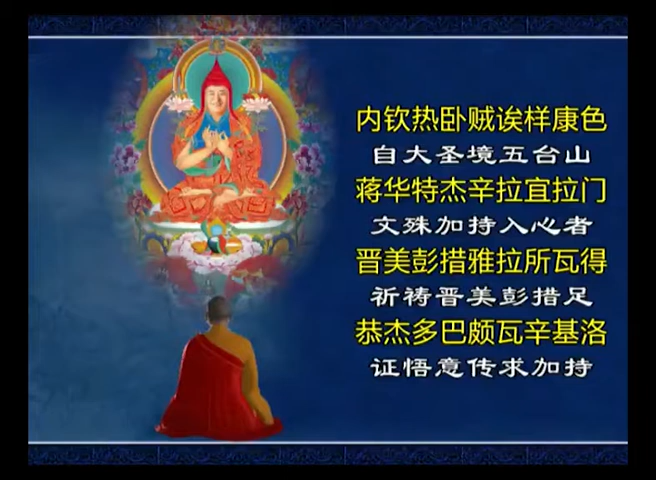 内钦热卧贼诶样康色
自大圣境五台山
蒋华特杰辛拉宜拉门
文殊加持入心者
晋美彭措雅拉所瓦得
祈祷晋美彭措足
恭杰多巴颇瓦辛基洛
证悟意传求加持